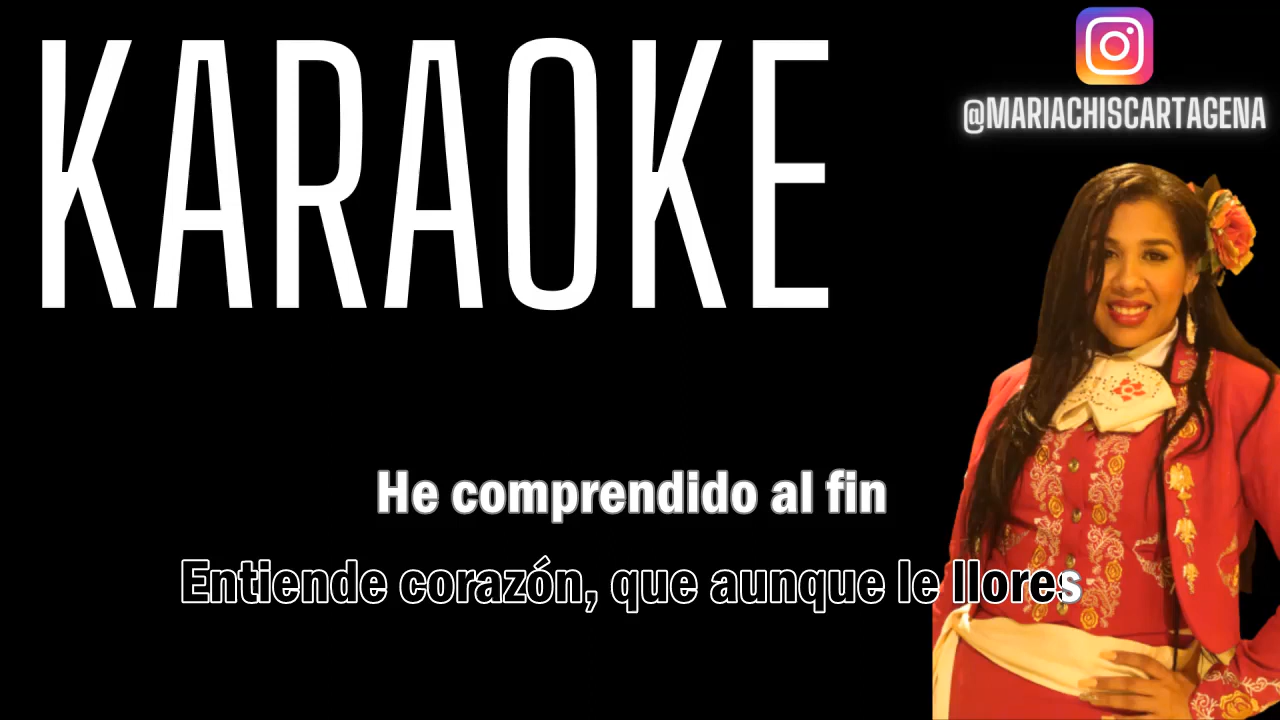 KARAOKE
@MARIACHISCARTAGENA
He comprendido al fin
Entiende corazón, que aunque le llores